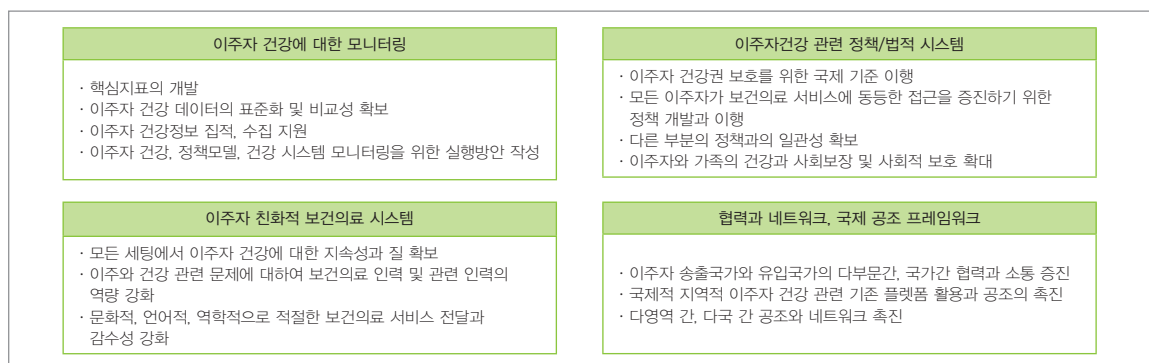 이주자 건강에 대한 모니터링
· 핵심지표의 개발
· 이주자 건강 데이터의 표준화 및 비교성 확보
· 이주자 건강정보 집적, 수집 지원
· 이주자 건강, 정책모델, 건강 시스템 모니터링을 위한 실행방안 작성
이주자건강 관련 정책/법적 시스템
· 이주자 건강권 보호를 위한 국제 기준 이행
· 모든 이주자가 보건의료 서비스에 동등한 접근을 증진하기 위한
정책 개발과 이행
· 다른 부분의 정책과의 일관성 확보
· 이주자와 가족의 건강과 사회보장 및 사회적 보호 확대
이주자 친화적 보건의료 시스템
· 모든 세팅에서 이주자 건강에 대한 지속성과 질 확보
· 이주와 건강 관련 문제에 대하여 보건의료 인력 및 관련 인력의
역량 강화
· 문화적, 언어적, 역학적으로 적절한 보건의료 서비스 전달과
감수성 강화
협력과 네트워크, 국제 공조 프레임워크
· 이주자 송출국가와 유입국가의 다부문간, 국가간 협력과 소통 증진
· 국제적 지역적 이주자 건강 관련 기존 플렛폼 활용과 공조의 촉진
· 다영역 간, 다국 간 공조와 네트워크 촉진